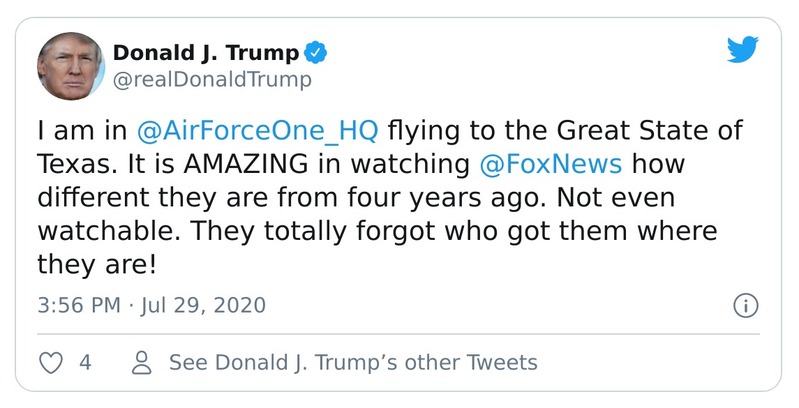 Donald J. Trump
@realDonaldTrump
I am in @AirForceOne_HQ flying to the Great State of
Texas. It is AMAZING in watching @FoxNews how
different they are from four years ago. Not even
watchable. They totally forgot who got them where
they are!
3:56 PM · Jul 29, 2020
4
See Donald J. Trump’s other Tweets